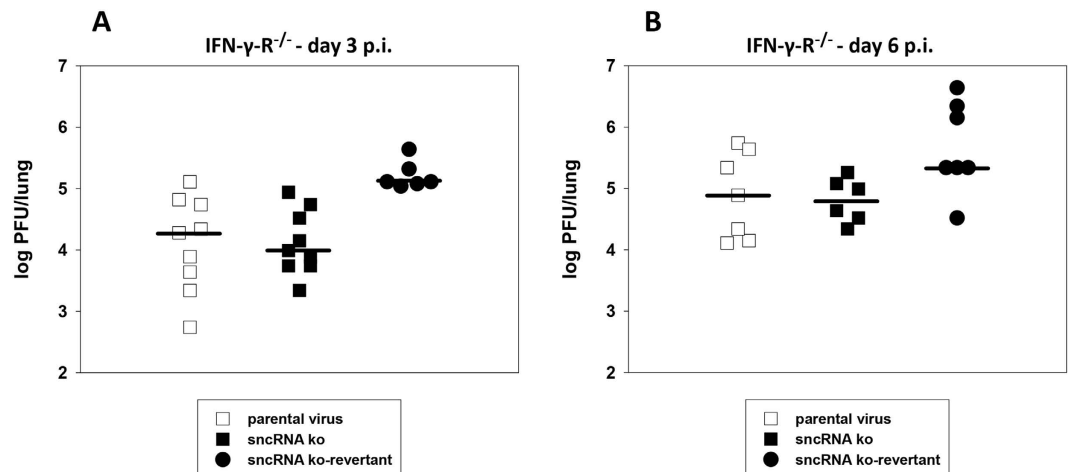 A
IFN-γ-R-/- - day 3 p.i.
7
6
5
4
3
2
log PFU/lung
parental virus
sncRNA ko
sncRNA ko-revertant
B
IFN-γ-R-/- - day 6 p.i.
7
6
5
4
3
2
log PFU/lung
parental virus
sncRNA ko
sncRNA ko-revertant